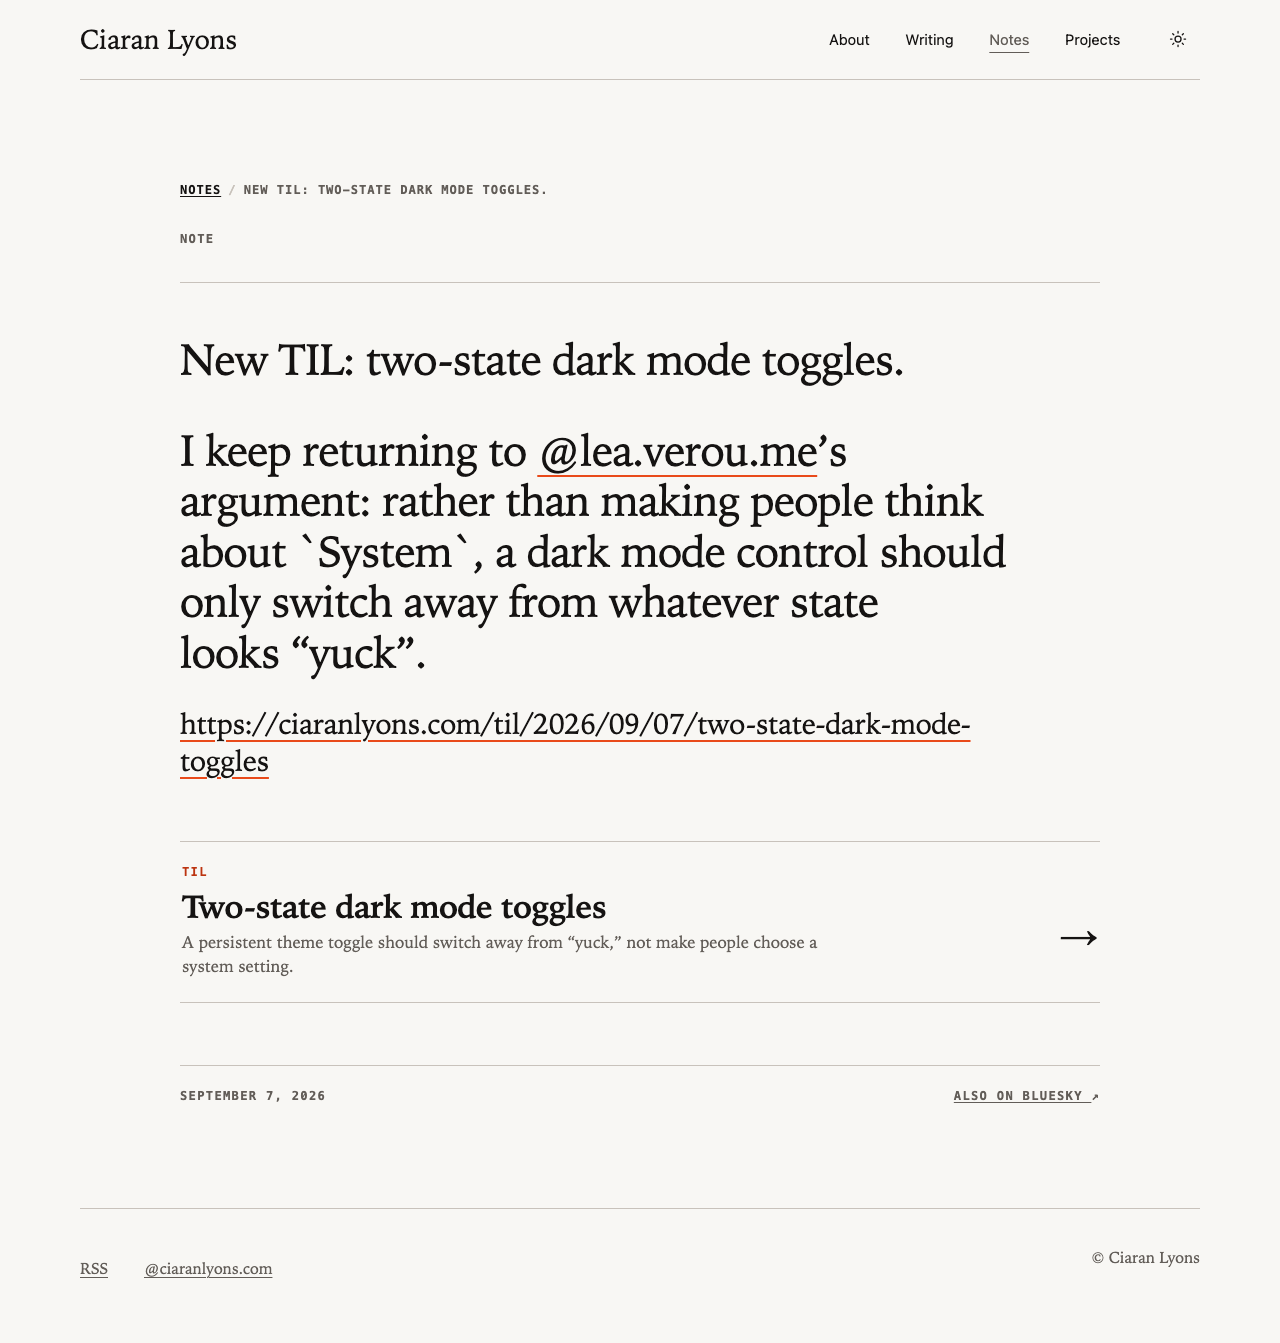 Ciaran Lyons
About Writing Notes Projects
NOTES / NEW TIL: TWO-STATE DARK MODE TOGGLES.
NOTE
New TIL: two-state dark mode toggles.
I keep returning to @lea.verou.me’s
argument: rather than making people think
about `System`, a dark mode control should
only switch away from whatever state
looks “yuck”.
https://ciaranlyons.com/til/2026/09/07/two-state-dark-mode-
toggles
TIL
Two-state dark mode toggles
A persistent theme toggle should switch away from “yuck,” not make people choose a
system setting.
→
SEPTEMBER 7, 2026
ALSO ON BLUESKY ↗
RSS @ciaranlyons.com
© Ciaran Lyons